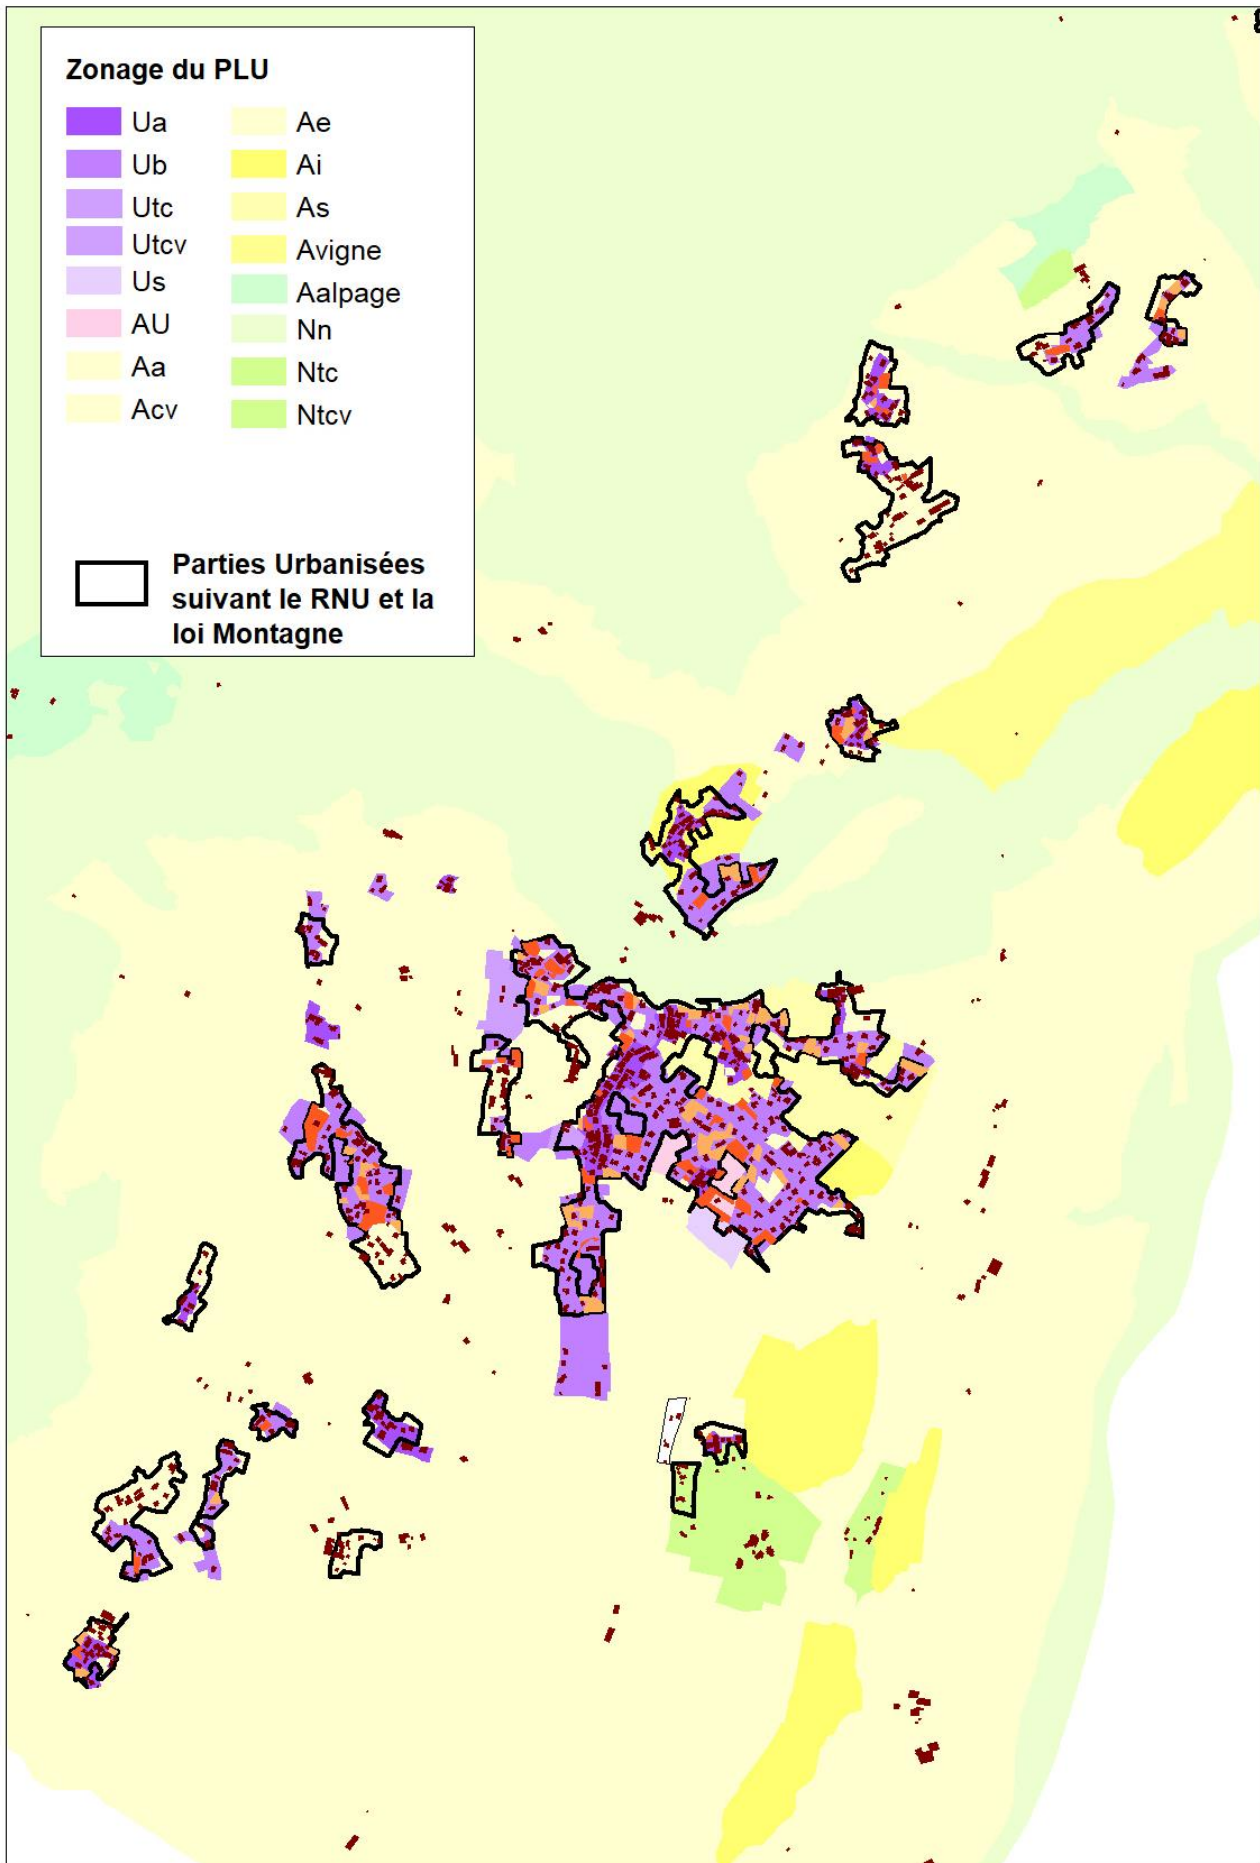 Zonage du PLU
Ua
Ub
Utc
Utcv
Us
AU
Aa
Acv
Ae
Ai
As
Avigne
Aalpage
Nn
Ntc
Ntcv
Parties Urbanisées
suivant le RNU et la
loi Montagne